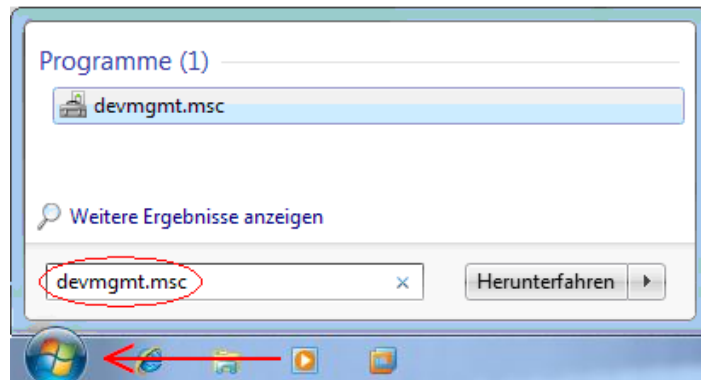 Programme (1)
devmgmt.msc
Weitere Ergebnisse anzeigen
devmgmt.msc
Herunterfahren